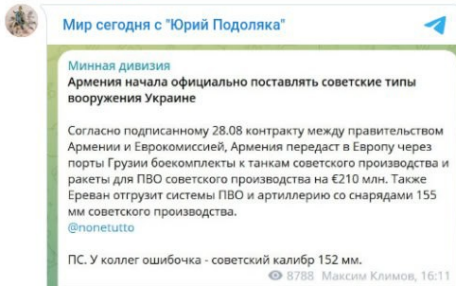 Мир сегодня с "Юрий Подоляка"
Минная дивизия
Армения начала официально поставлять советские типы
вооружения Украине
Согласно подписанному 28.08 контракту между правительством
Армении и Еврокомиссией, Армения передаст в Европу через
порты Грузии боекомплекты к танкам советского производства и
ракеты для ПВО советского производства на €210 млн. Также
Ереван отгрузит системы ПВО и артиллерию со снарядами 155
мм советского производства.
@nonetutto
ПС. У коллег ошибочка - советский калибр 152 мм.
8788 Максим Климов, 16:11